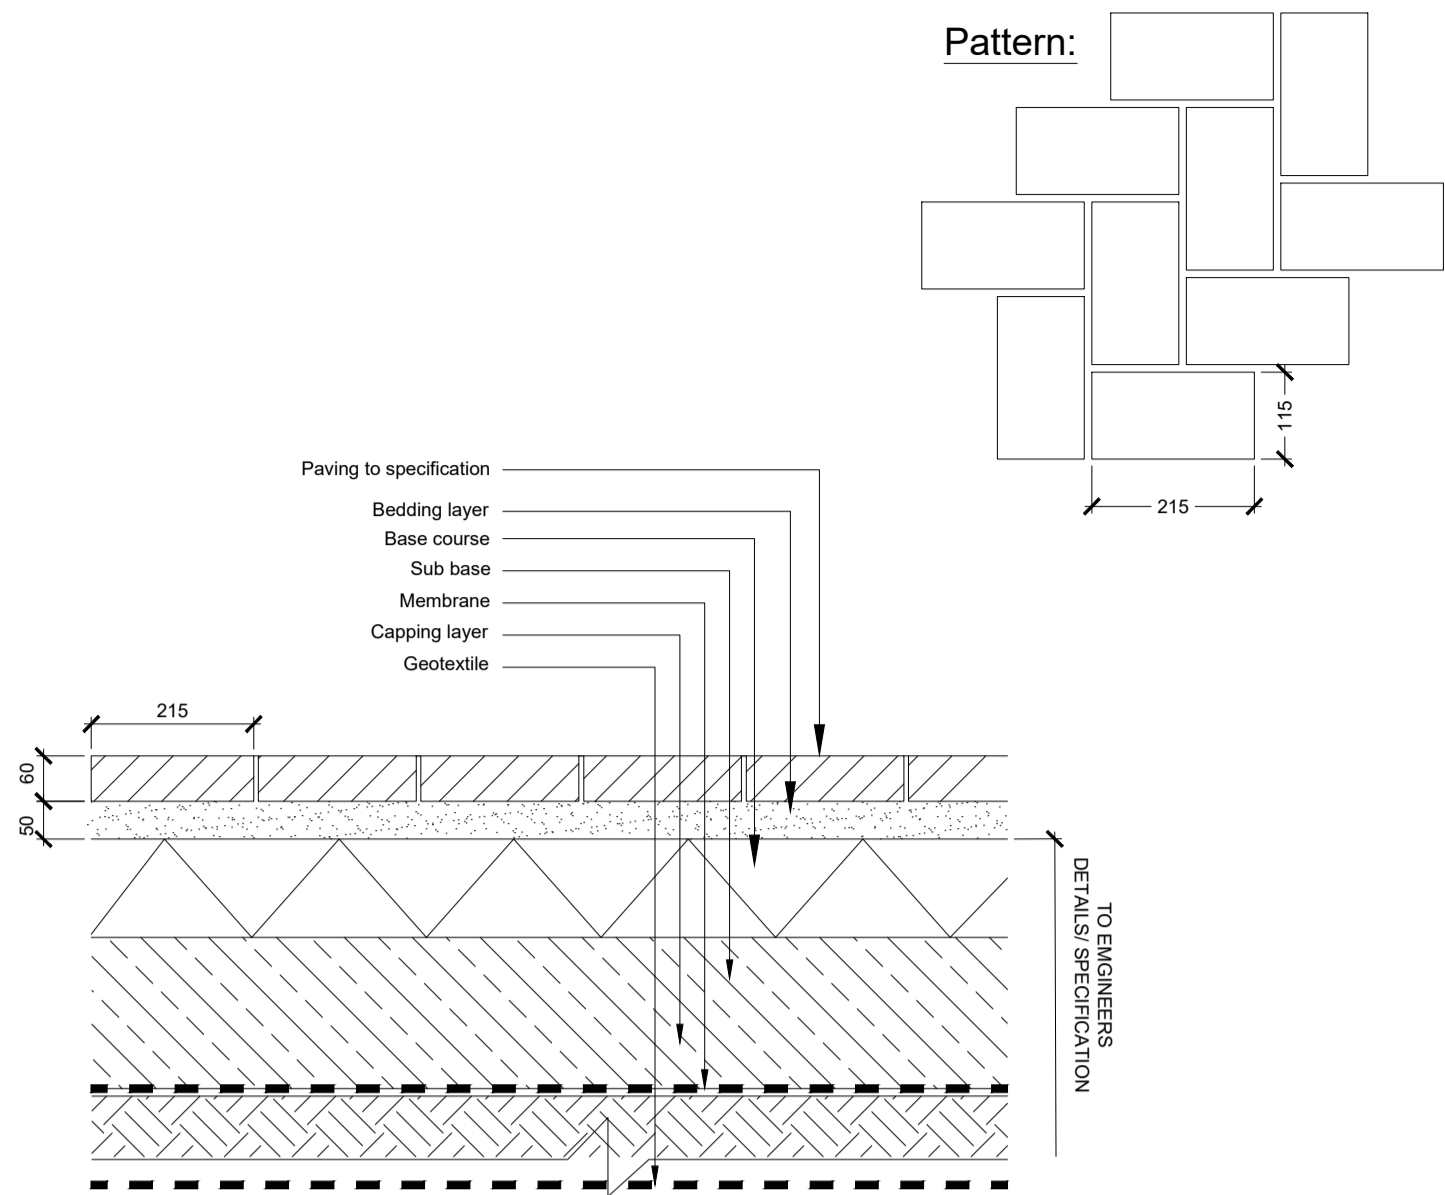 Pattern:
115
215
Paving to specification
Bedding layer
Base course
Sub base
Membrane
Capping layer
Geotextile
215
60
50
TO EMGINEERS
DETAILS/ SPECIFICATION